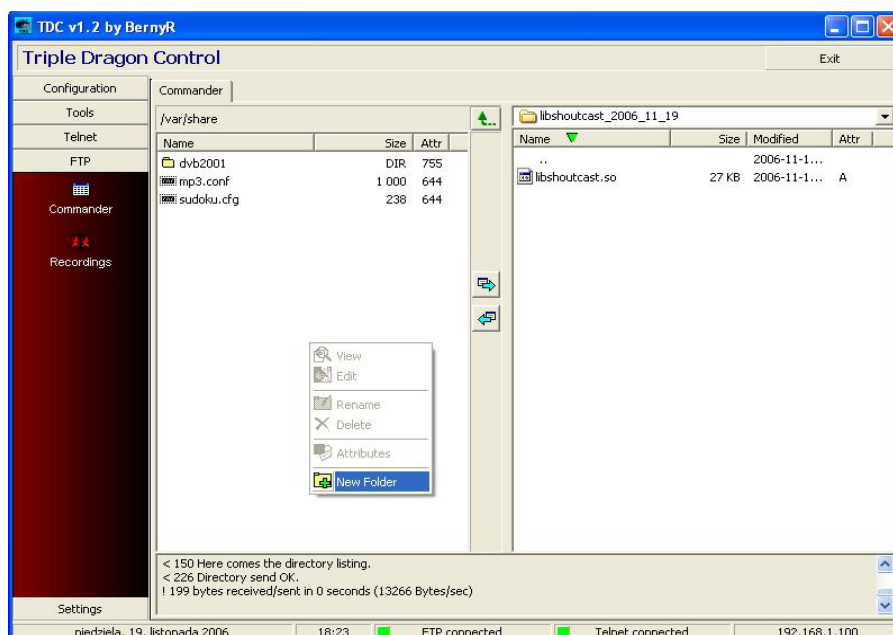 TDC v1.2 by BernyR
Triple Dragon Control
Exit
Configuration
Tools
Telnet
FTP
Commander
Recordings
Settings
Commander
/var/share
Name Size Attr
dvb2001 DIR 755
mp3.conf 1 000 644
sudoku.cfg 238 644
View
Edit
Rename
Delete
Attributes
New Folder
libshoutcast_2006_11_19
Name Size Modified Attr
.. 2006-11-1...
libshoutcast.so 27 KB 2006-11-1... A
< 150 Here comes the directory listing.
< 226 Directory send OK.
! 199 bytes received/sent in 0 seconds (13266 Bytes/sec)
niedziela, 19. listopada 2006 18:23 FTP connected Telnet connected 192.168.1.100